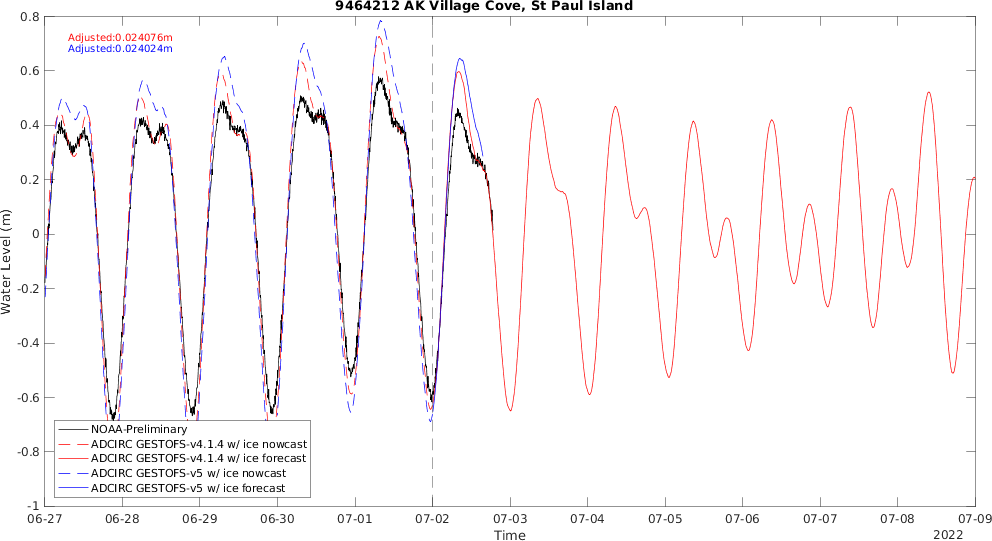 9464212 AK Village Cove, St Paul Island
Adjusted:0.024076m
Adjusted:0.024024m
0.8
0.6
0.4
0.2
0
-0.2
-0.4
-0.6
-0.8
-1
Water Level (m)
NOAA-Preliminary
ADCIRC GESTOFS-v4.1.4 w/ ice nowcast
ADCIRC GESTOFS-v4.1.4 w/ ice forecast
ADCIRC GESTOFS-v5 w/ ice nowcast
ADCIRC GESTOFS-v5 w/ ice forecast
06-27 06-28 06-29 06-30 07-01 07-02 07-03 07-04 07-05 07-06 07-07 07-08 07-09
Time
2022